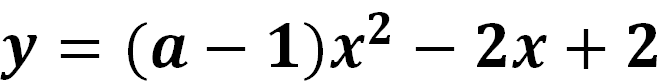 y = (a − 1)x² − 2x + 2